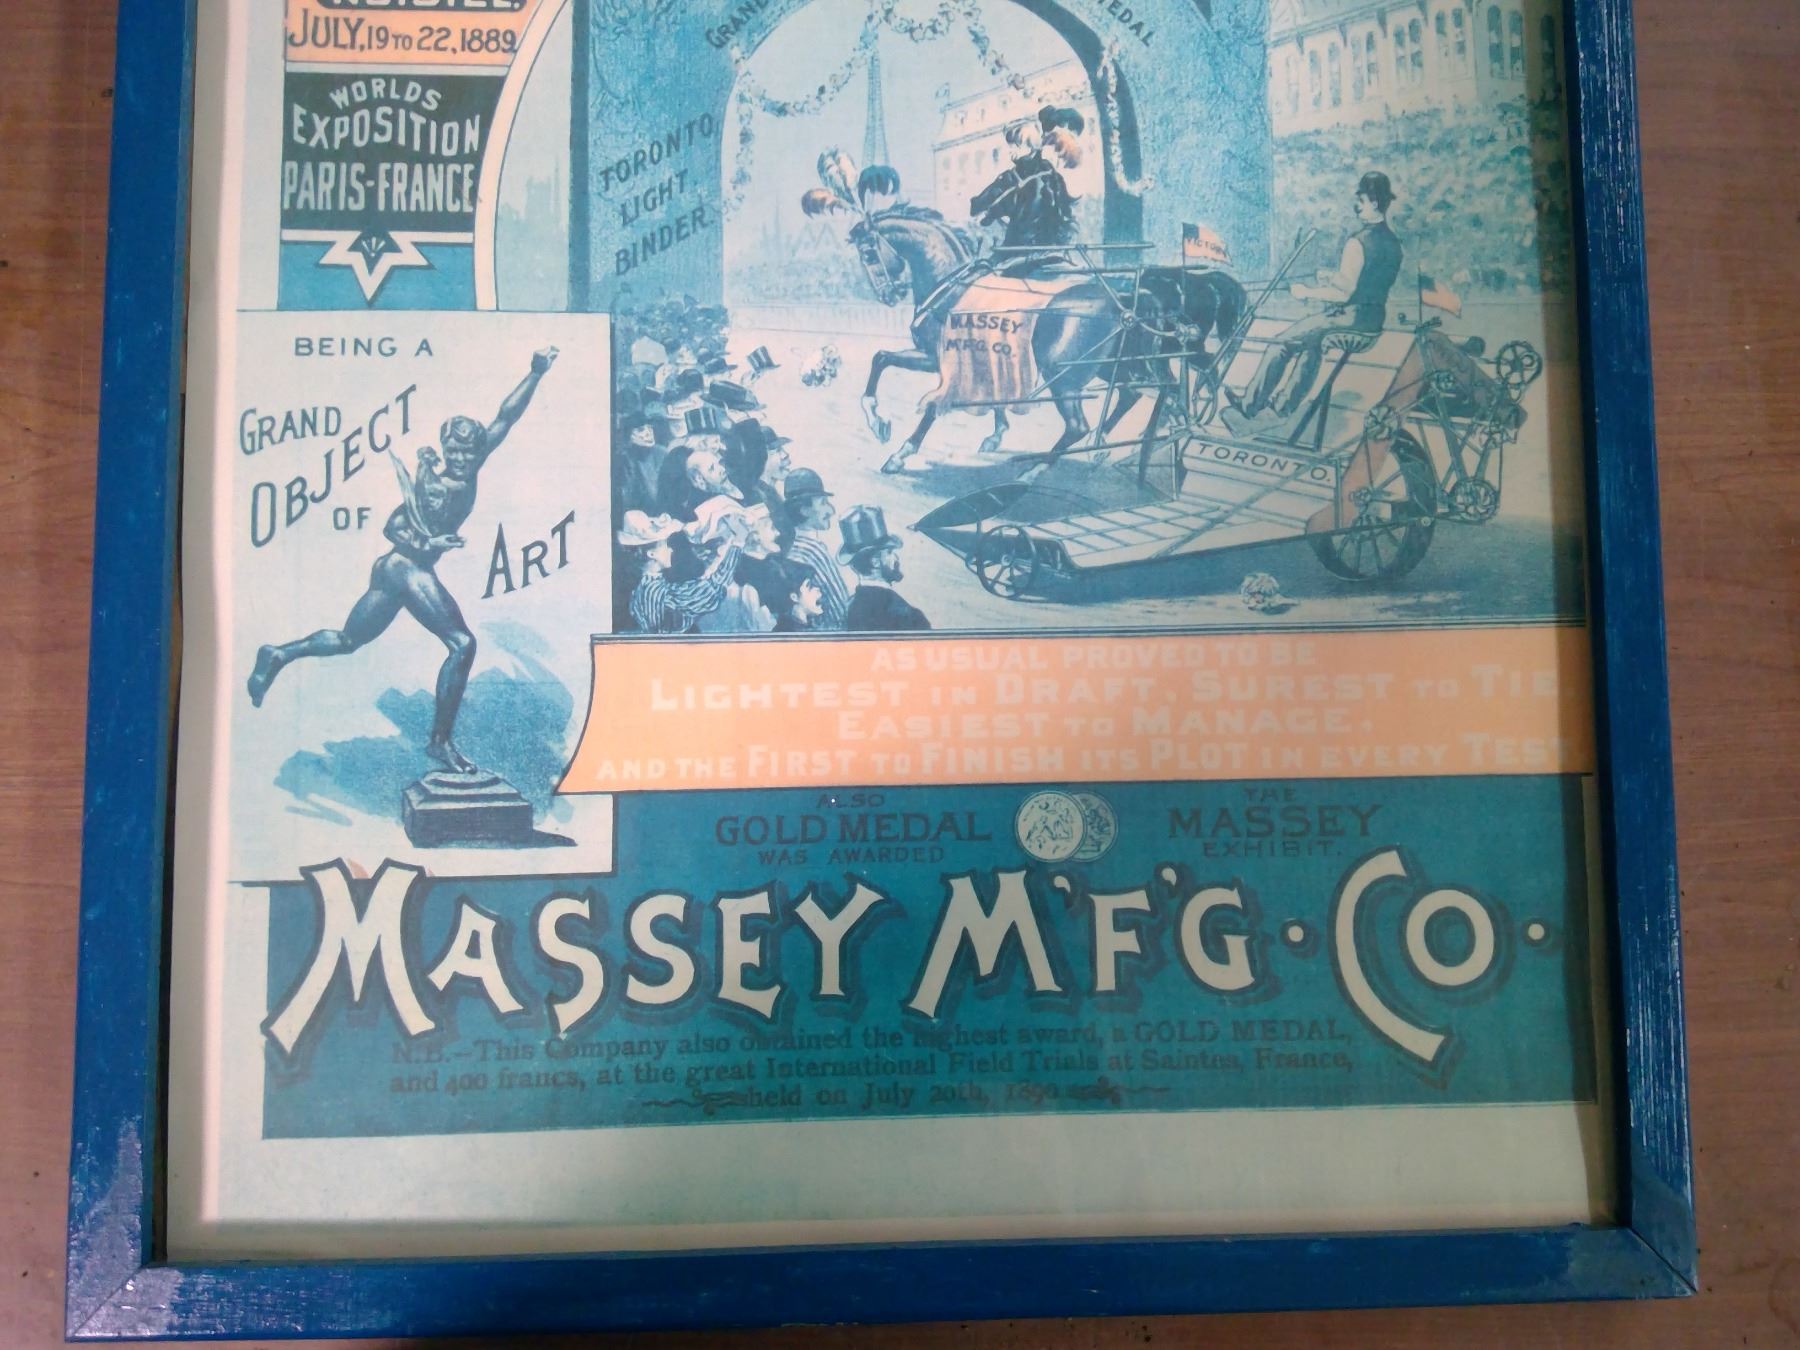 NOISIEL.
JULY, 19 TO 22, 1889.
WORLDS
EXPOSITION
PARIS-FRANCE
GRAND
MEDAL
TORONTO
LIGHT
BINDER.
VICTORY
MASSEY
M'F'G. CO.
TORONTO.
BEING A
GRAND
OBJECT
OF
ART
AS USUAL PROVED TO BE
LIGHTEST IN DRAFT, SUREST TO TIE,
EASIEST TO MANAGE,
AND THE FIRST TO FINISH ITS PLOT IN EVERY TEST.
ALSO
GOLD MEDAL
WAS AWARDED
THE
MASSEY
EXHIBIT.
MASSEY M'F'G. CO.
N.B.—This Company also obtained the highest award, a GOLD MEDAL,
and 400 francs, at the great International Field Trials at Saintes, France,
held on July 20th, 1890